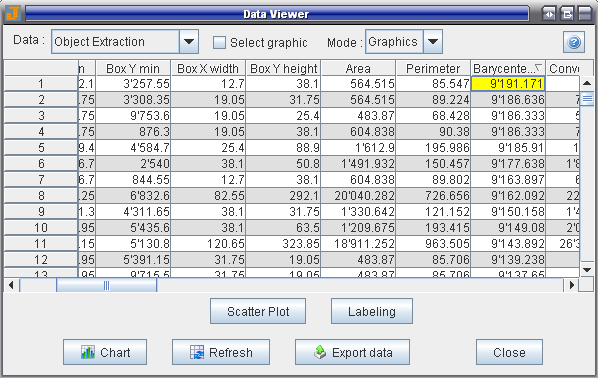 Data Viewer
Data : Object Extraction Select graphic Mode : Graphics
n Box Y min Box X width Box Y height Area Perimeter Barycente... Conve
1 2.1 3'257.55 12.7 38.1 564.515 85.547 9'191.171
2 .75 3'308.35 19.05 31.75 564.515 89.224 9'186.636 7
3 .75 9'753.6 19.05 25.4 483.87 68.428 9'186.333 5
4 .75 876.3 19.05 38.1 604.838 90.38 9'186.333 7
5 9.4 4'584.7 25.4 88.9 1'612.9 195.986 9'185.91 1
6 6.7 2'540 38.1 50.8 1'491.932 150.457 9'177.638 1'8
7 6.7 844.55 12.7 38.1 604.838 89.802 9'163.897 6
8 .25 6'832.6 82.55 292.1 20'040.282 726.656 9'162.092 22
9 1.3 4'311.65 38.1 31.75 1'330.642 121.152 9'150.158 1'4
10 .95 5'435.6 38.1 63.5 1'209.675 193.415 9'149.08 2'0
11 .15 5'130.8 120.65 323.85 18'911.252 963.505 9'143.892 26'3
12 .95 5'391.15 31.75 19.05 483.87 85.706 9'139.238
13 .95 9'715.5 31.75 19.05 483.87 85.706 9'137.65
Scatter Plot Labeling
Chart Refresh Export data Close